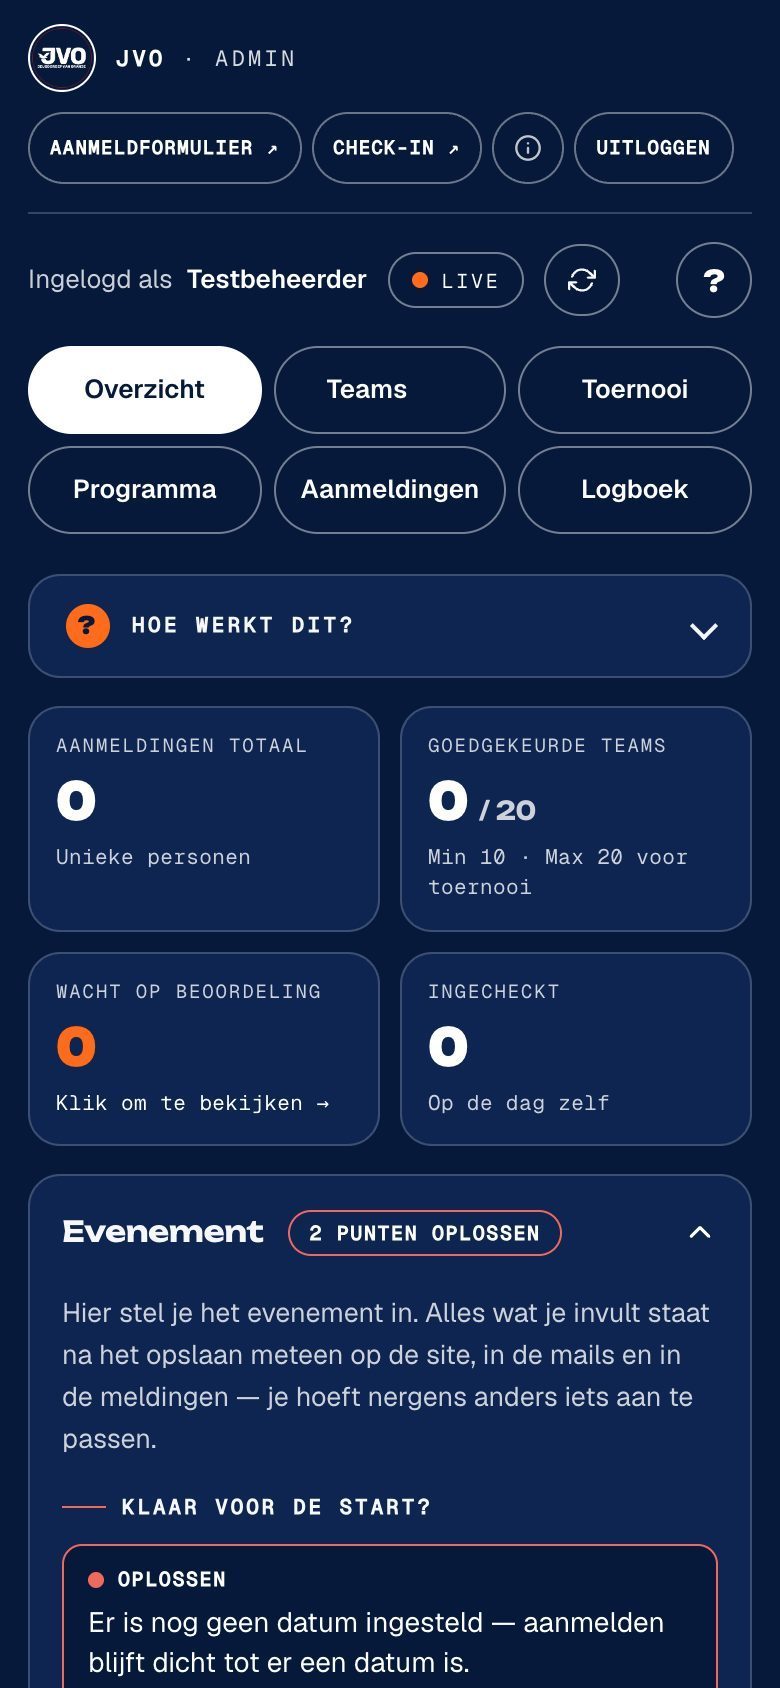 JVO
JVO · ADMIN
AANMELDFORMULIER ↗
CHECK-IN ↗
UITLOGGEN
Ingelogd als Testbeheerder
LIVE
?
Overzicht
Teams
Toernooi
Programma
Aanmeldingen
Logboek
? HOE WERKT DIT?
AANMELDINGEN TOTAAL
0
Unieke personen
GOEDGEKEURDE TEAMS
0 / 20
Min 10 · Max 20 voor
toernooi
WACHT OP BEOORDELING
0
Klik om te bekijken →
INGECHECKT
0
Op de dag zelf
Evenement
2 PUNTEN OPLOSSEN
Hier stel je het evenement in. Alles wat je invult staat
na het opslaan meteen op de site, in de mails en in
de meldingen — je hoeft nergens anders iets aan te
passen.
KLAAR VOOR DE START?
OPLOSSEN
Er is nog geen datum ingesteld — aanmelden
blijft dicht tot er een datum is.